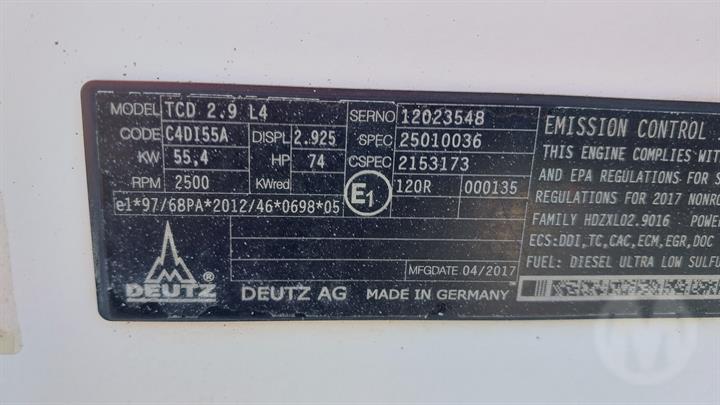 MODEL TCD 2.9 L4 SERNO 12023548
CODE C4DI55A DISPL 2.925 SPEC 25010036
KW 55,4 HP 74 CSPEC 2153173
RPM 2500 KWred E1 120R 000135
e1*97/68PA*2012/46*0698*05
MFGDATE 04/2017
DEUTZ ® DEUTZ AG MADE IN GERMANY
EMISSION CONTROL
THIS ENGINE COMPLIES WIT
AND EPA REGULATIONS FOR
REGULATIONS FOR 2017 NONRO
FAMILY HDZXL02.9016 POWE
ECS:DDI,TC,CAC,ECM,EGR,DOC
FUEL: DIESEL ULTRA LOW SULFU
M